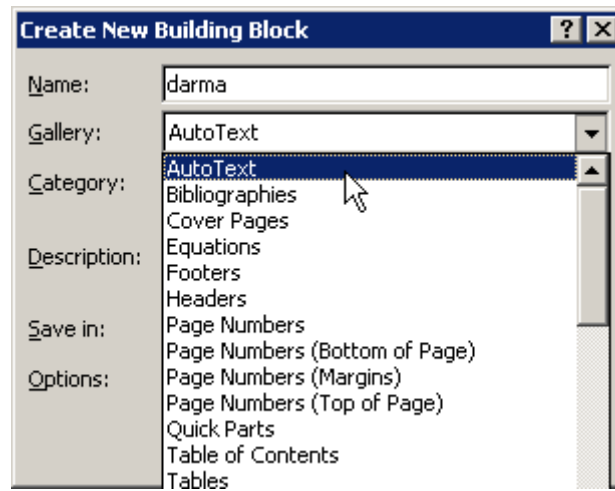 Create New Building Block
Name: darma
Gallery: AutoText
AutoText
Category:
Bibliographies
Cover Pages
Equations
Description:
Footers
Headers
Save in:
Page Numbers
Page Numbers (Bottom of Page)
Options:
Page Numbers (Margins)
Page Numbers (Top of Page)
Quick Parts
Table of Contents
Tables